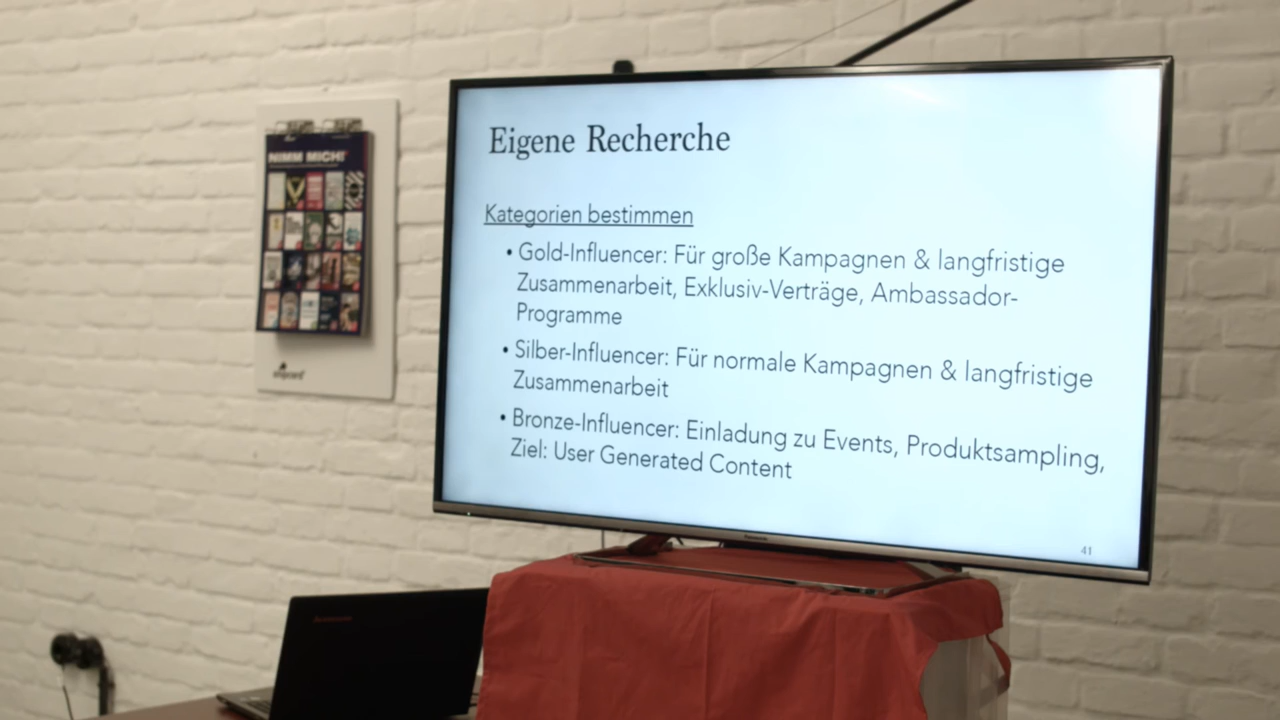 NIMM MICH!
Eigene Recherche
Kategorien bestimmen
• Gold-Influencer: Für große Kampagnen & langfristige
Zusammenarbeit, Exklusiv-Verträge, Ambassador-
Programme
• Silber-Influencer: Für normale Kampagnen & langfristige
Zusammenarbeit
• Bronze-Influencer: Einladung zu Events, Produktsampling,
Ziel: User Generated Content
41
Panasonic